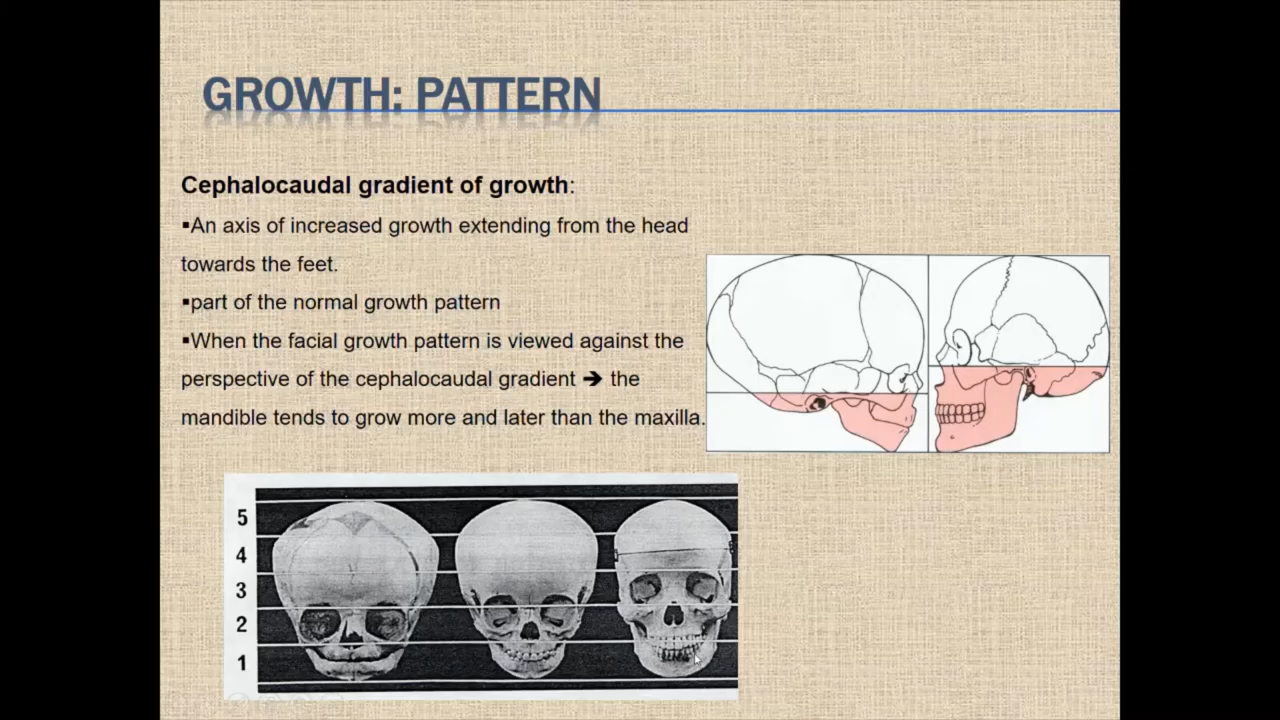 GROWTH: PATTERN
Cephalocaudal gradient of growth:
▪An axis of increased growth extending from the head
towards the feet.
▪part of the normal growth pattern
▪When the facial growth pattern is viewed against the
perspective of the cephalocaudal gradient ➔ the
mandible tends to grow more and later than the maxilla.
5
4
3
2
1